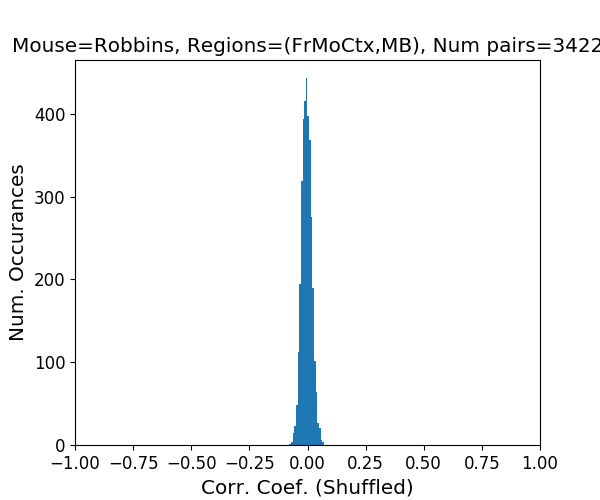 Mouse=Robbins, Regions=(FrMoCtx,MB), Num pairs=3422
Num. Occurances
400
300
200
100
0
−1.00 −0.75 −0.50 −0.25 0.00 0.25 0.50 0.75 1.00
Corr. Coef. (Shuffled)